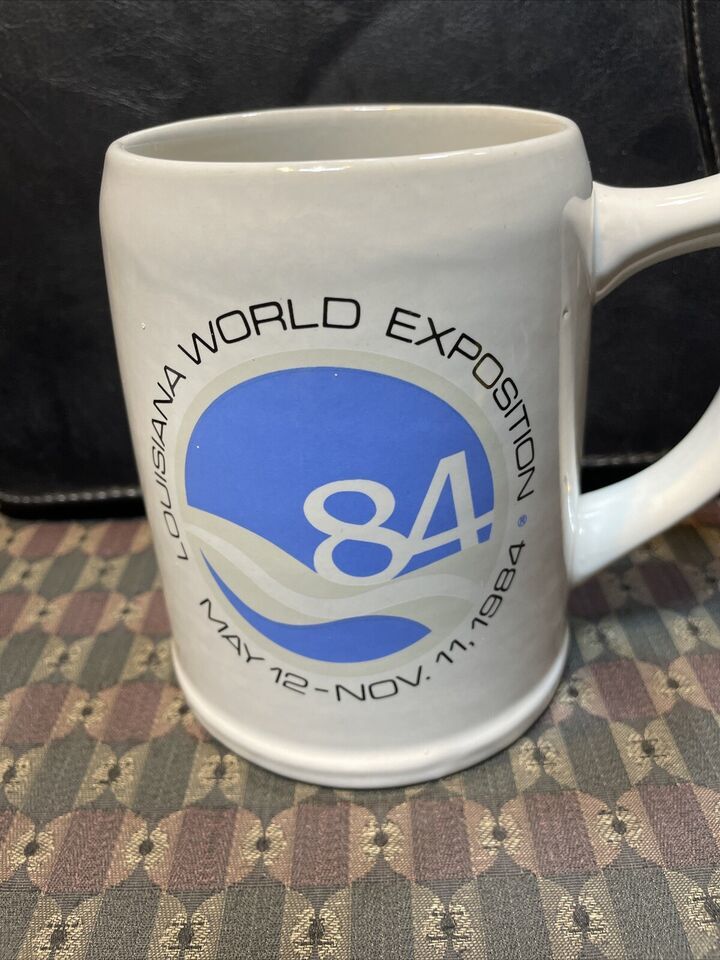 LOUISIANA WORLD EXPOSITION ®
84
MAY 12-NOV. 11, 1984